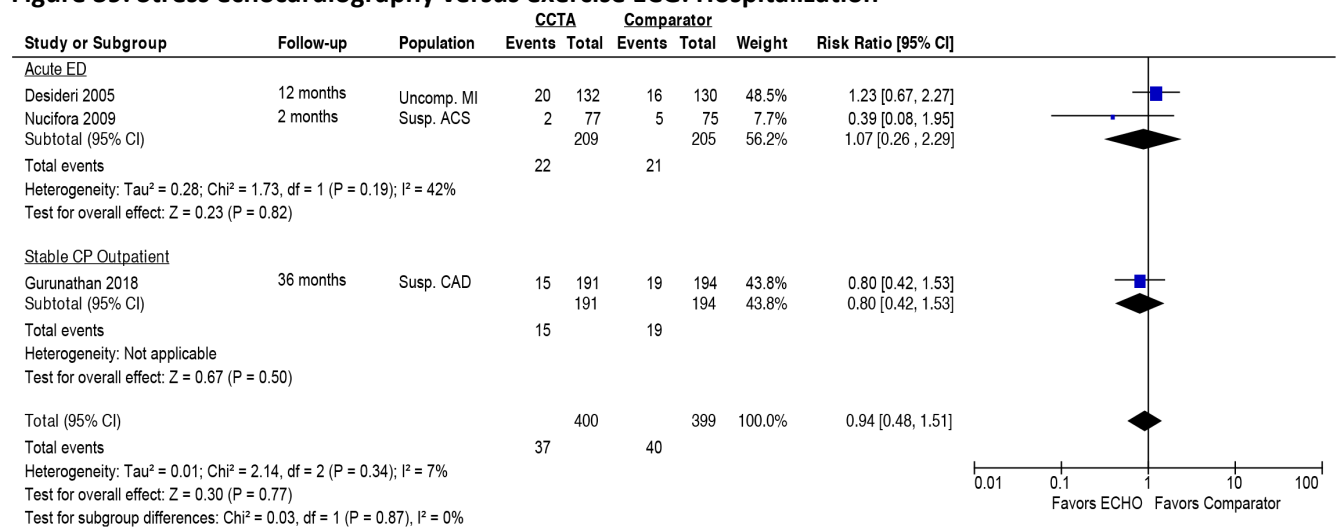 Figure 39. Stress Echocardiography versus Exercise ECG: Hospitalization
CCTA Comparator
Study or Subgroup Follow-up Population Events Total Events Total Weight Risk Ratio [95% CI]
Acute ED
Desideri 2005 12 months Uncomp. MI 20 132 16 130 48.5% 1.23 [0.67, 2.27]
Nucifora 2009 2 months Susp. ACS 2 77 5 75 7.7% 0.39 [0.08, 1.95]
Subtotal (95% CI) 209 205 56.2% 1.07 [0.26 , 2.29]
Total events 22 21
Heterogeneity: Tau² = 0.28; Chi² = 1.73, df = 1 (P = 0.19); I² = 42%
Test for overall effect: Z = 0.23 (P = 0.82)
Stable CP Outpatient
Gurunathan 2018 36 months Susp. CAD 15 191 19 194 43.8% 0.80 [0.42, 1.53]
Subtotal (95% CI) 191 194 43.8% 0.80 [0.42, 1.53]
Total events 15 19
Heterogeneity: Not applicable
Test for overall effect: Z = 0.67 (P = 0.50)
Total (95% CI) 400 399 100.0% 0.94 [0.48, 1.51]
Total events 37 40
Heterogeneity: Tau² = 0.01; Chi² = 2.14, df = 2 (P = 0.34); I² = 7%
Test for overall effect: Z = 0.30 (P = 0.77)
Test for subgroup differences: Chi² = 0.03, df = 1 (P = 0.87), I² = 0%
0.01 0.1 1 10 100
Favors ECHO Favors Comparator